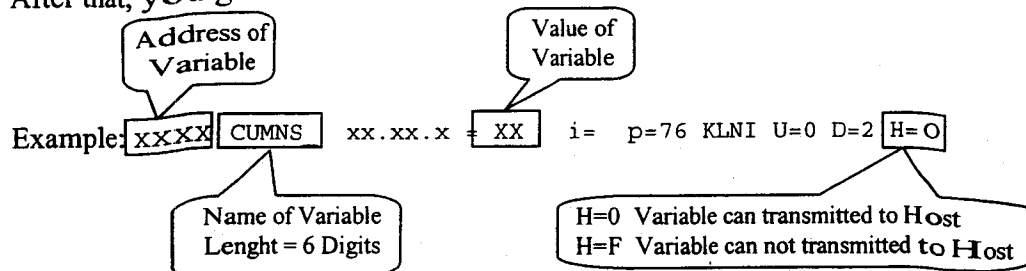 After that, you g
Address of
Variable
Value of
Variable
Example: xxxx CUMNS xx.xx.x = XX i= p=76 KLNI U=0 D=2 H=O
Name of Variable
Lenght = 6 Digits
H=0 Variable can transmitted to Host
H=F Variable can not transmitted to Host